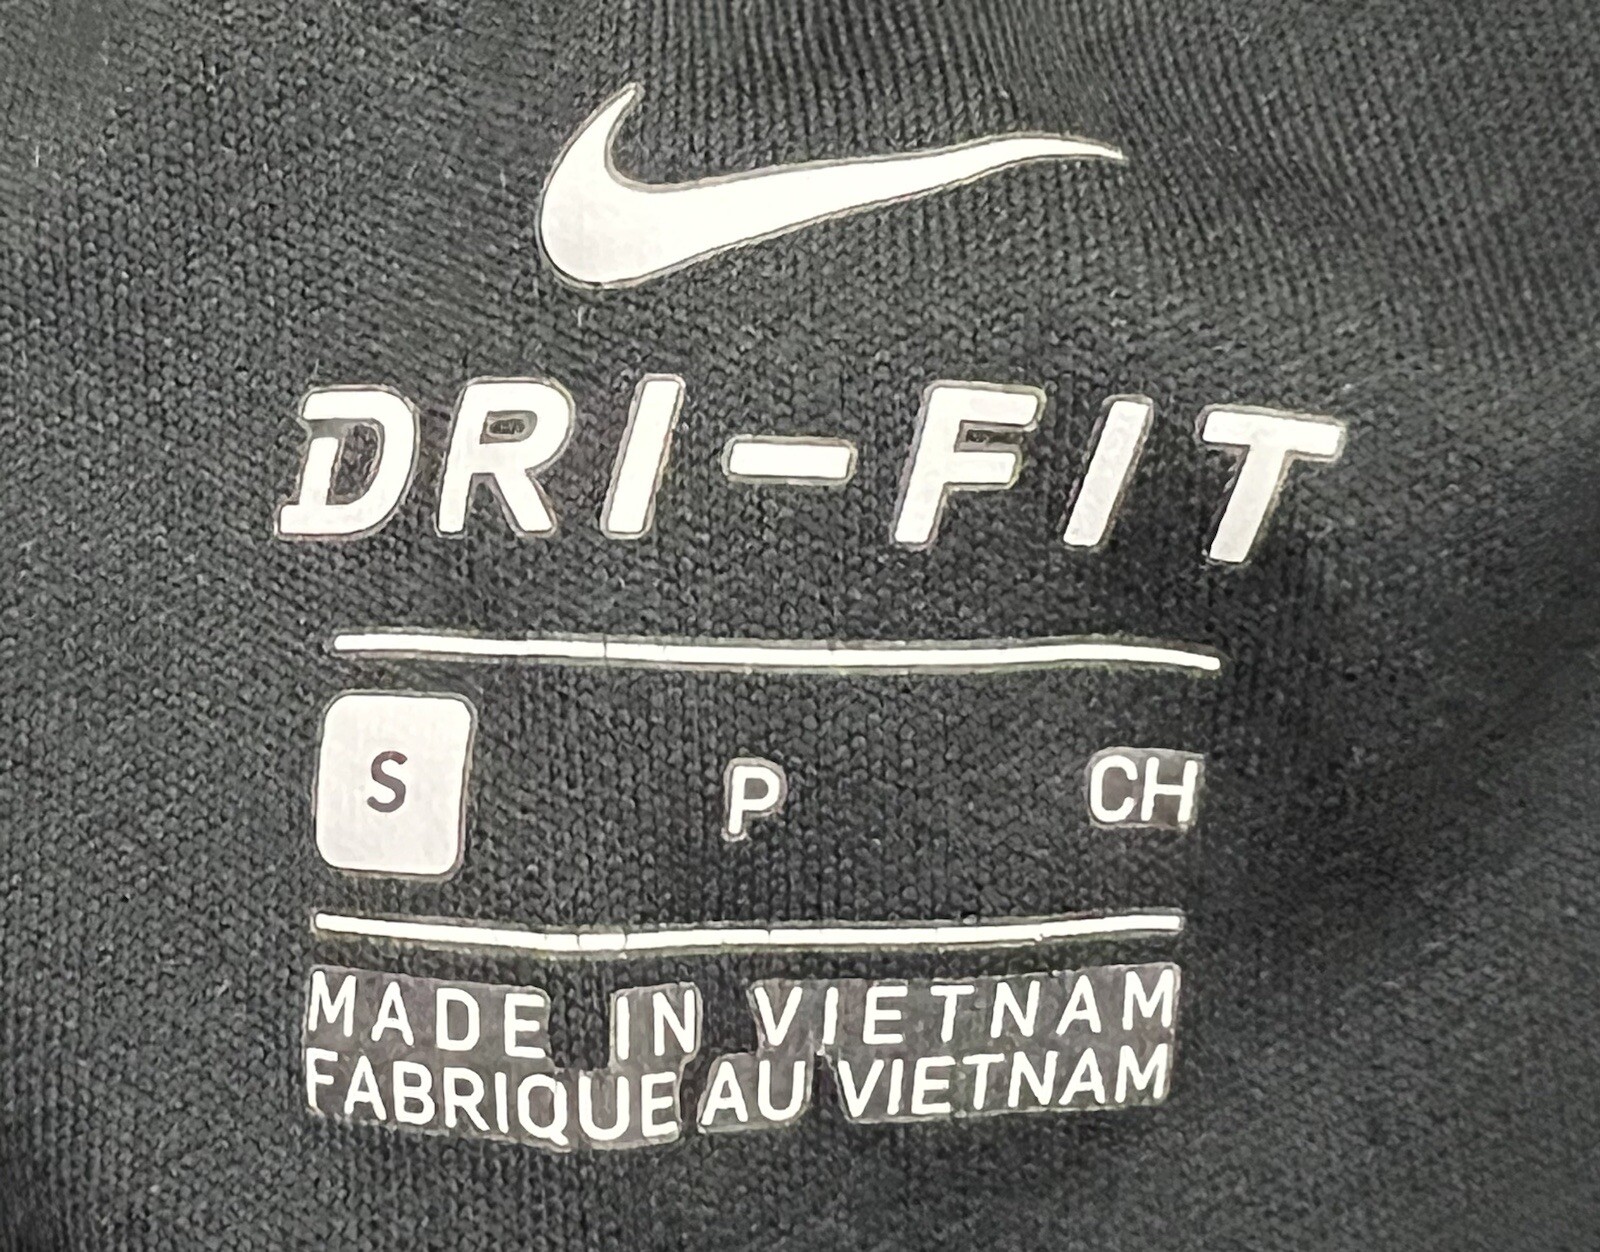 DRI-FIT
S P CH
MADE IN VIETNAM
FABRIQUE AU VIETNAM